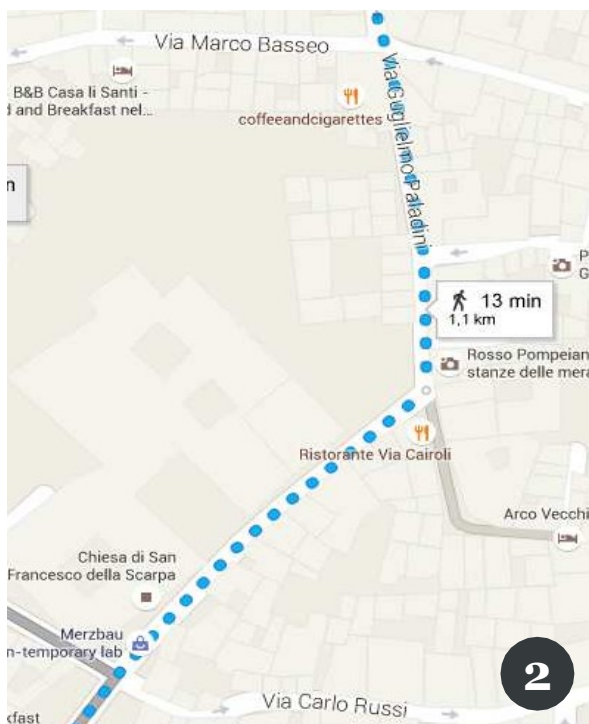 Via Marco Basseo
B&B Casa li Santi -
d and Breakfast nel...
coffeeandcigarettes
Via Guglielmo Paladini
n
P
G
13 min
1,1 km
Rosso Pompeian
stanze delle mera
Ristorante Via Cairoli
Arco Vecchi
Chiesa di San
Francesco della Scarpa
Merzbau
n-temporary lab
kfast
Via Carlo Russi
2